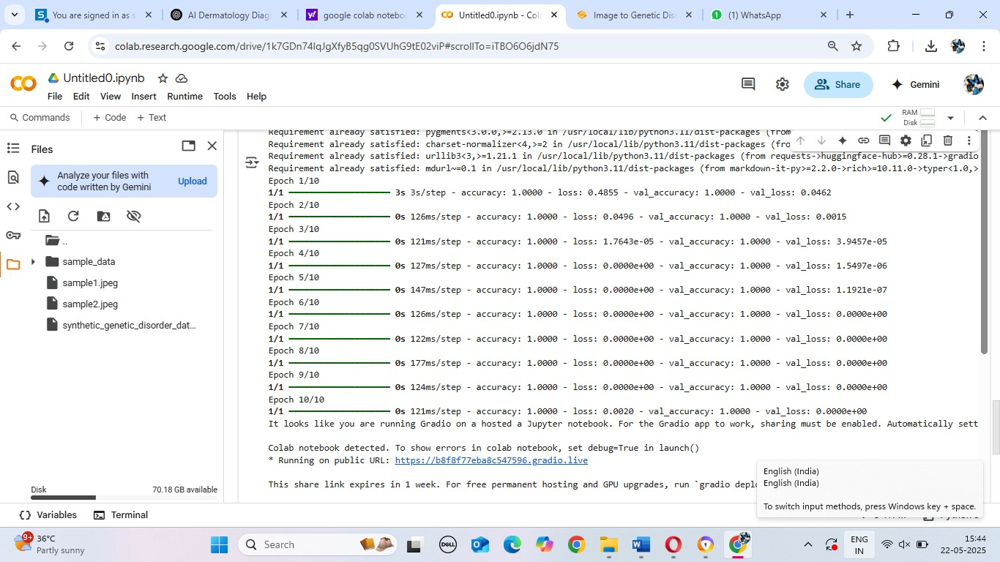 You are signed in as s
AI Dermatology Diag
google colab noteboo
Untitled0.ipynb - Col
Image to Genetic Dis
(1) WhatsApp
colab.research.google.com/drive/1k7GDn74IqJgXfyB5qg0SVUhG9tE02viP#scrollTo=iTBO6O6jdN75
Untitled0.ipynb
File Edit View Insert Runtime Tools Help
Share
Gemini
Commands
+ Code + Text
RAM
Disk
Files
Analyze your files with
code written by Gemini
Upload
..
sample_data
sample1.jpeg
sample2.jpeg
synthetic_genetic_disorder_dat...
Disk 70.18 GB available
Requirement already satisfied: pygments<3.0.0,>=2.13.0 in /usr/local/lib/python3.11/dist-packages (from
Requirement already satisfied: charset-normalizer<4,>=2 in /usr/local/lib/python3.11/dist-packages (fro
Requirement already satisfied: urllib3<3,>=1.21.1 in /usr/local/lib/python3.11/dist-packages (from requests->huggingface-hub>=0.28.1->gradio
Requirement already satisfied: mdurl~=0.1 in /usr/local/lib/python3.11/dist-packages (from markdown-it-py>=2.2.0->rich>=10.11.0->typer<1.0,>
Epoch 1/10
1/1 3s 3s/step - accuracy: 1.0000 - loss: 0.4855 - val_accuracy: 1.0000 - val_loss: 0.0462
Epoch 2/10
1/1 0s 126ms/step - accuracy: 1.0000 - loss: 0.0496 - val_accuracy: 1.0000 - val_loss: 0.0015
Epoch 3/10
1/1 0s 121ms/step - accuracy: 1.0000 - loss: 1.7643e-05 - val_accuracy: 1.0000 - val_loss: 3.9457e-05
Epoch 4/10
1/1 0s 127ms/step - accuracy: 1.0000 - loss: 0.0000e+00 - val_accuracy: 1.0000 - val_loss: 1.5497e-06
Epoch 5/10
1/1 0s 147ms/step - accuracy: 1.0000 - loss: 0.0000e+00 - val_accuracy: 1.0000 - val_loss: 1.1921e-07
Epoch 6/10
1/1 0s 126ms/step - accuracy: 1.0000 - loss: 0.0000e+00 - val_accuracy: 1.0000 - val_loss: 0.0000e+00
Epoch 7/10
1/1 0s 122ms/step - accuracy: 1.0000 - loss: 0.0000e+00 - val_accuracy: 1.0000 - val_loss: 0.0000e+00
Epoch 8/10
1/1 0s 177ms/step - accuracy: 1.0000 - loss: 0.0000e+00 - val_accuracy: 1.0000 - val_loss: 0.0000e+00
Epoch 9/10
1/1 0s 124ms/step - accuracy: 1.0000 - loss: 0.0000e+00 - val_accuracy: 1.0000 - val_loss: 0.0000e+00
Epoch 10/10
1/1 0s 121ms/step - accuracy: 1.0000 - loss: 0.0020 - val_accuracy: 1.0000 - val_loss: 0.0000e+00
It looks like you are running Gradio on a hosted a Jupyter notebook. For the Gradio app to work, sharing must be enabled. Automatically sett
Colab notebook detected. To show errors in colab notebook, set debug=True in launch()
* Running on public URL: https://b8f8f77eba8c547596.gradio.live
This share link expires in 1 week. For free permanent hosting and GPU upgrades, run `gradio deplo
English (India)
English (India)
To switch input methods, press Windows key + space.
Variables
Terminal
9+
36°C
Partly sunny
Search
DELL
ENG
IN
15:44
22-05-2025